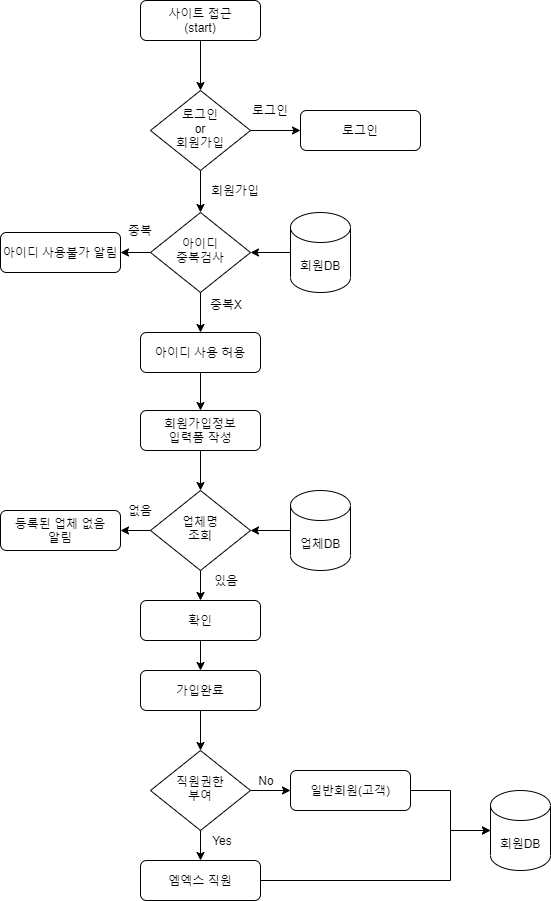 사이트 접근
(start)
로그인
or
회원가입
로그인
로그인
회원가입
중복
아이디 사용불가 알림
아이디
중복검사
회원DB
중복X
아이디 사용 허용
회원가입정보
입력폼 작성
없음
등록된 업체 없음
알림
업체명
조회
업체DB
있음
확인
가입완료
직원권한
부여
No
일반회원(고객)
회원DB
Yes
엠엑스 직원